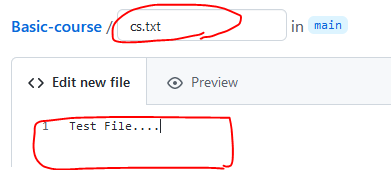 Basic-course / cs.txt in main
<> Edit new file Preview
1 Test File....